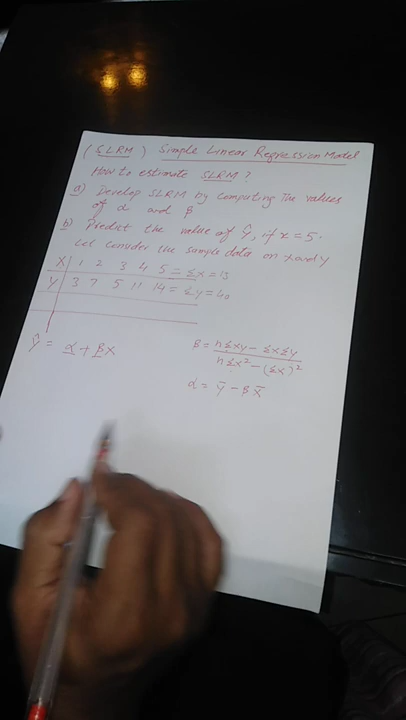 (SLRM) Simple Linear Regression Model
How to estimate SLRM?
a) Develop SLRM by computing the values
of α and β
b) Predict the value of Ŷ, if x = 5.
Let Consider the sample data on x and y
X 1 2 3 4 5 = ΣX = 15
Y 3 7 5 11 14 = Σy = 40
Ŷ = α + βX
β = nΣxy - ΣxΣy / nΣx² - (Σx)²
α = Ȳ - βX̄